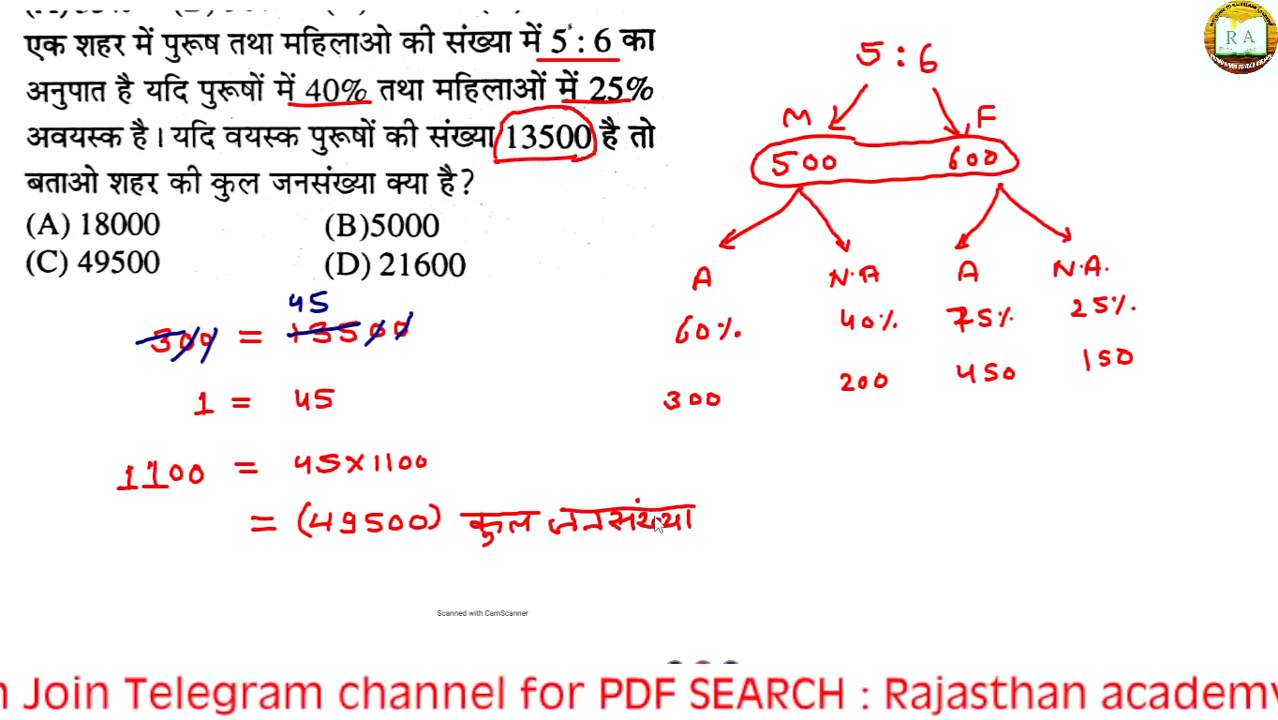 एक शहर में पुरूष तथा महिलाओ की संख्या में 5 : 6 का
अनुपात है यदि पुरूषों में 40% तथा महिलाओं में 25%
अवयस्क है। यदि वयस्क पुरूषों की संख्या 13500 है तो
बताओ शहर की कुल जनसंख्या क्या है?
(A) 18000 (B)5000
(C) 49500 (D) 21600
5 : 6
M F
500 600
A N.A A N.A.
60% 40% 75% 25%
300 200 450 150
45
300 = 13500
1 = 45
1100 = 45×1100
= (49500) कुल जनसंख्या
RA
Scanned with CamScanner
Join Telegram channel for PDF SEARCH : Rajasthan academy